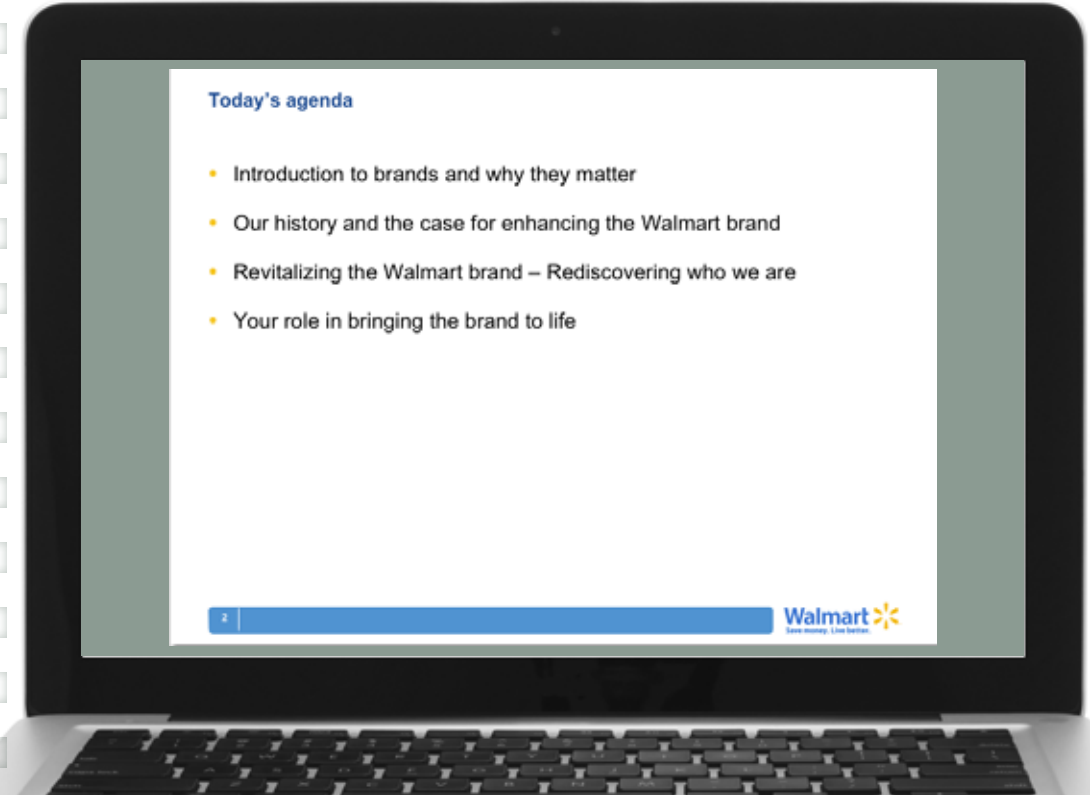 Today's agenda
• Introduction to brands and why they matter
• Our history and the case for enhancing the Walmart brand
• Revitalizing the Walmart brand – Rediscovering who we are
• Your role in bringing the brand to life
2
Walmart
Save money. Live better.